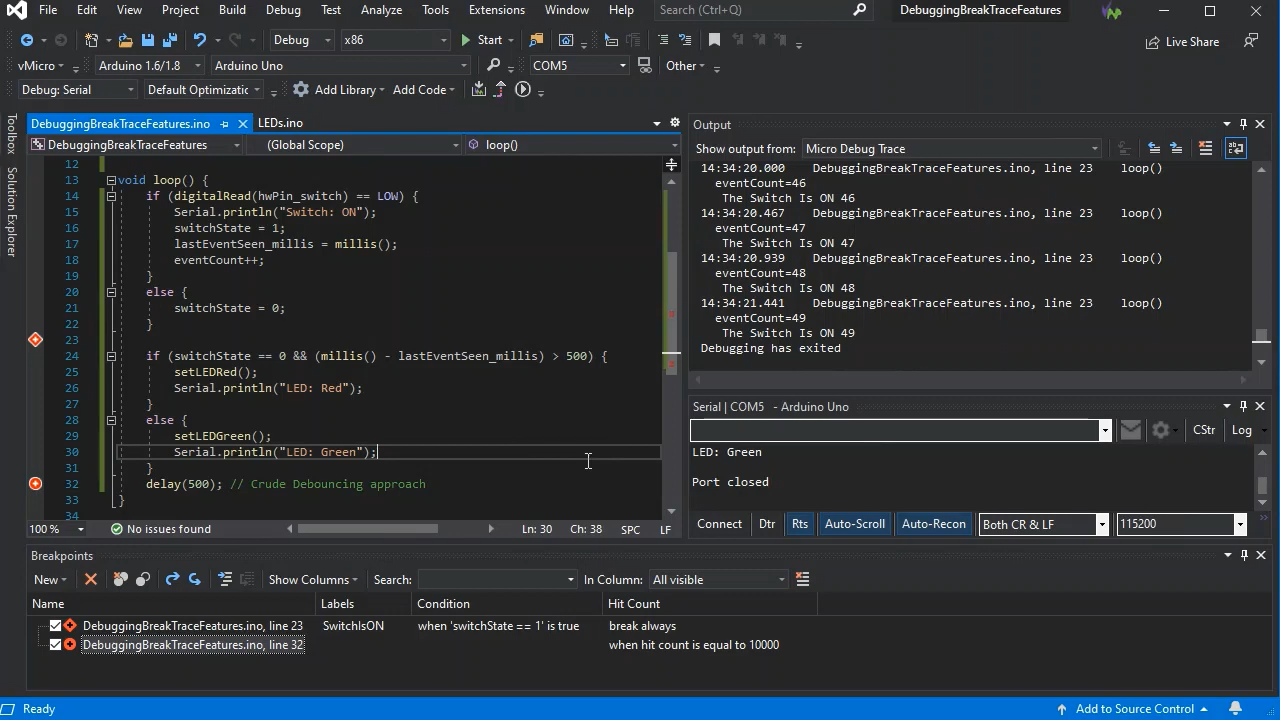 File Edit View Project Build Debug Test Analyze Tools Extensions Window Help Search (Ctrl+Q) DebuggingBreakTraceFeatures
Debug x86 Start Live Share
vMicro Arduino 1.6/1.8 Arduino Uno COM5 Other
Debug: Serial Default Optimizatic Add Library Add Code
Toolbox
Solution Explorer
DebuggingBreakTraceFeatures.ino LEDs.ino
DebuggingBreakTraceFeatures (Global Scope) loop()
12
13 void loop() {
14 if (digitalRead(hwPin_switch) == LOW) {
15 Serial.println("Switch: ON");
16 switchState = 1;
17 lastEventSeen_millis = millis();
18 eventCount++;
19 }
20 else {
21 switchState = 0;
22 }
23
24 if (switchState == 0 && (millis() - lastEventSeen_millis) > 500) {
25 setLEDRed();
26 Serial.println("LED: Red");
27 }
28 else {
29 setLEDGreen();
30 Serial.println("LED: Green");
31 }
32 delay(500); // Crude Debouncing approach
33 }
34
100 % No issues found Ln: 30 Ch: 38 SPC LF
Output
Show output from: Micro Debug Trace
14:34:20.000 DebuggingBreakTraceFeatures.ino, line 23 loop()
eventCount=46
The Switch Is ON 46
14:34:20.467 DebuggingBreakTraceFeatures.ino, line 23 loop()
eventCount=47
The Switch Is ON 47
14:34:20.939 DebuggingBreakTraceFeatures.ino, line 23 loop()
eventCount=48
The Switch Is ON 48
14:34:21.441 DebuggingBreakTraceFeatures.ino, line 23 loop()
eventCount=49
The Switch Is ON 49
Debugging has exited
Serial | COM5 - Arduino Uno
CStr Log
LED: Green
Port closed
Connect Dtr Rts Auto-Scroll Auto-Recon Both CR & LF 115200
Breakpoints
New Show Columns Search: In Column: All visible
Name Labels Condition Hit Count
DebuggingBreakTraceFeatures.ino, line 23 SwitchIsON when 'switchState == 1' is true break always
DebuggingBreakTraceFeatures.ino, line 32 when hit count is equal to 10000
Ready Add to Source Control